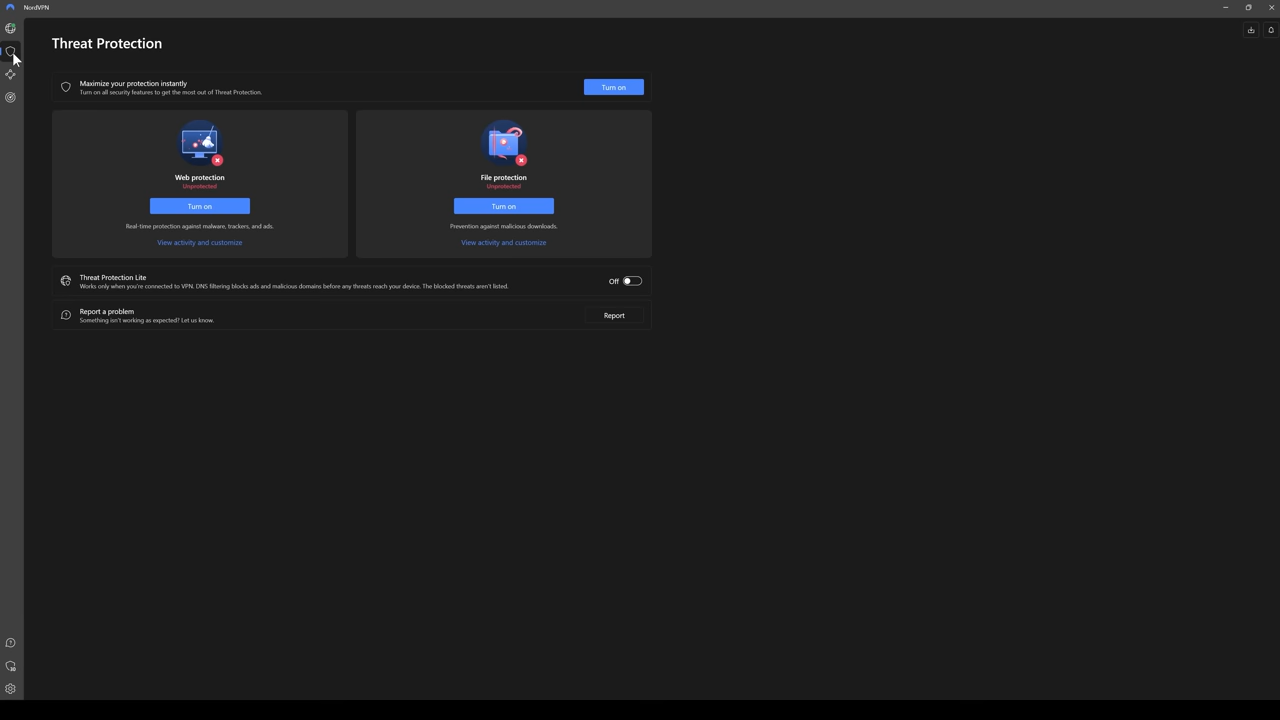 NordVPN
Threat Protection
Maximize your protection instantly
Turn on all security features to get the most out of Threat Protection.
Turn on
Web protection
Unprotected
Turn on
Real-time protection against malware, trackers, and ads.
View activity and customize
File protection
Unprotected
Turn on
Prevention against malicious downloads.
View activity and customize
Threat Protection Lite
Works only when you're connected to VPN. DNS filtering blocks ads and malicious domains before any threats reach your device. The blocked threats aren't listed.
Off
Report a problem
Something isn't working as expected? Let us know.
Report
30